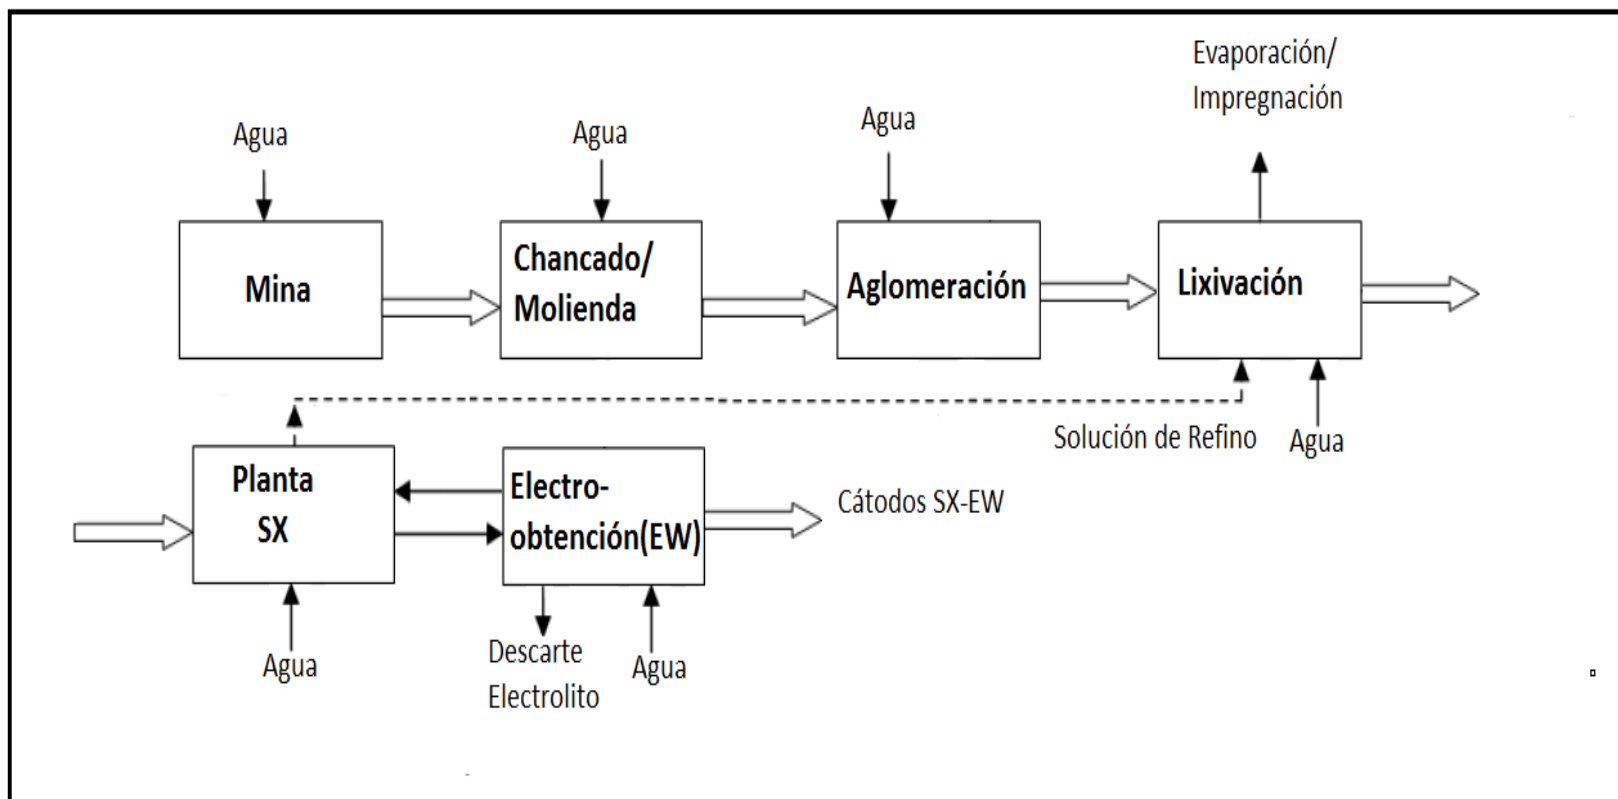 Evaporación/
Impregnación
Agua
Agua
Agua
Mina
Chancado/
Molienda
Aglomeración
Lixivación
Solución de Refino
Agua
Planta
SX
Electro-
obtención(EW)
Cátodos SX-EW
Agua
Descarte
Electrolito
Agua